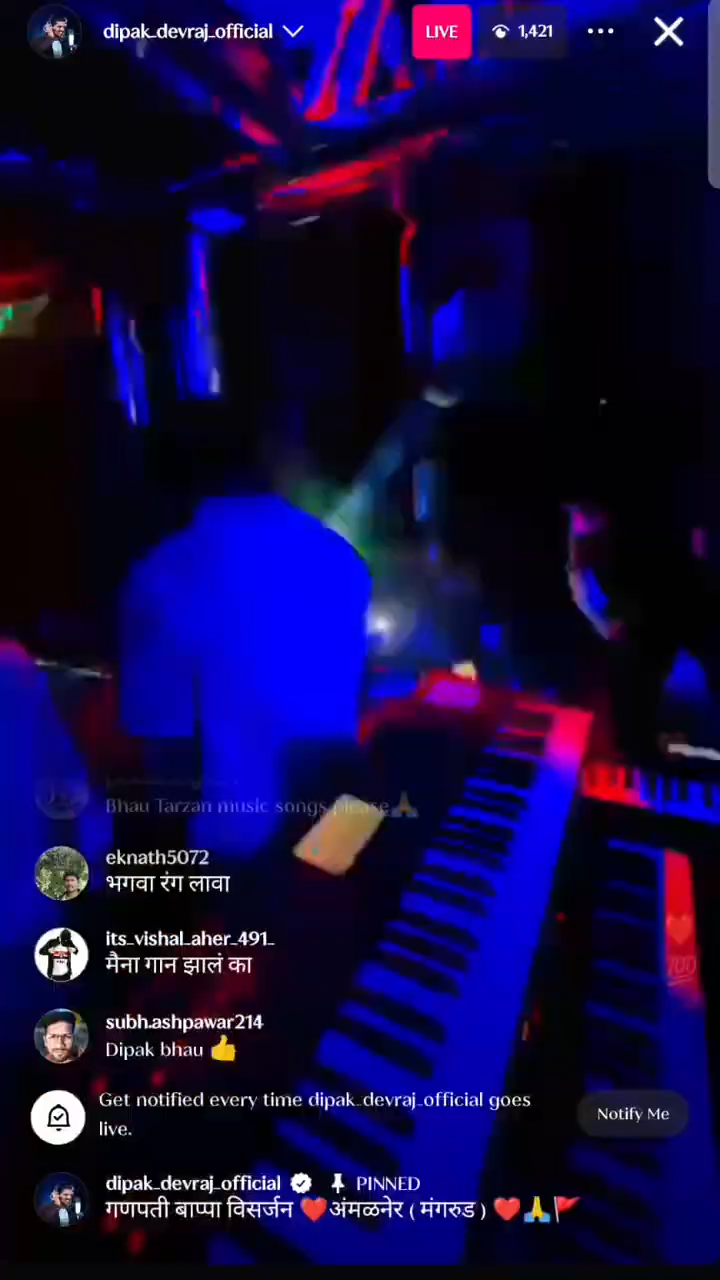 dipak_devraj_official
LIVE
1,421
Bhau Tarzan music songs please🙏
eknath5072
भगवा रंग लावा
its_vishal_aher_491_
मैना गान झालं का
subh.ashpawar214
Dipak bhau 👍
Get notified every time dipak_devraj_official goes
live.
Notify Me
dipak_devraj_official PINNED
गणपती बाप्पा विसर्जन ❤️अंमळनेर ( मंगरुड ) ❤️🙏🚩